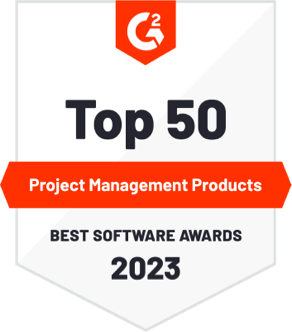 G2
Top 50
Project Management Products
BEST SOFTWARE AWARDS
2023